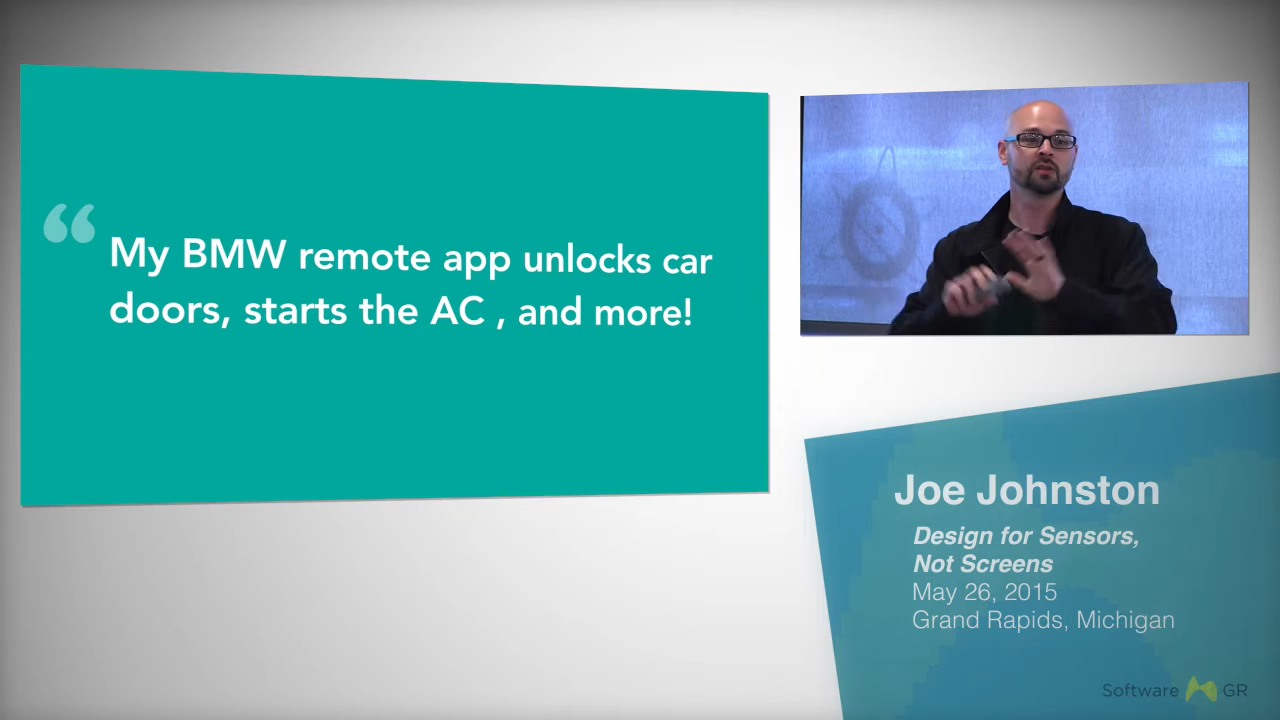 “ My BMW remote app unlocks car
doors, starts the AC , and more!
Joe Johnston
Design for Sensors,
Not Screens
May 26, 2015
Grand Rapids, Michigan
Software GR